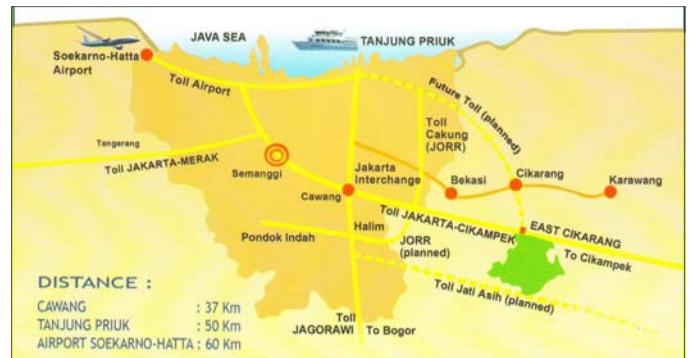 JAVA SEA
TANJUNG PRIUK
Soekarno-Hatta
Airport
Toll Airport
Future Toll (planned)
Toll
Cakung
(JORR)
Tangerang
Toll JAKARTA-MERAK
Semanggi
Jakarta
Interchange
Cikarang
Bekasi
Karawang
Cawang
Toll JAKARTA-CIKAMPEK
EAST CIKARANG
Halim
Pondok Indah
JORR
(planned)
To Cikampek
Toll Jati Asih (planned)
DISTANCE :
CAWANG : 37 Km
TANJUNG PRIUK : 50 Km
AIRPORT SOEKARNO-HATTA : 60 Km
Toll
JAGORAWI
To Bogor